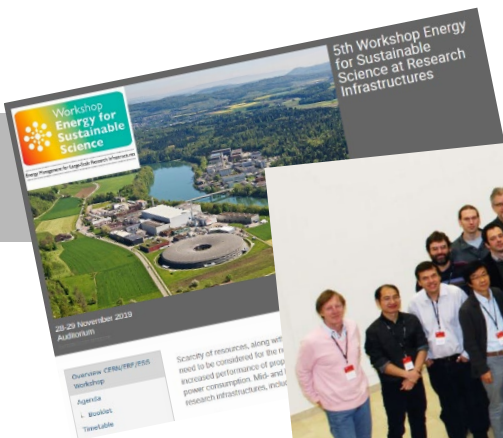 5th Workshop Energy
for Sustainable
Science at Research
Infrastructures
Workshop
Energy for
Sustainable
Science
Energy Management for Large-Scale Research Infrastructures
28-29 November 2019
Auditorium
Overview CERN/ERF/ESS
Workshop
Agenda
Booklet
Timetable
Scarcity of resources, along with
need to be considered for the n
increased performance of prop
power consumption. Mid- and l
research infrastructures, includ